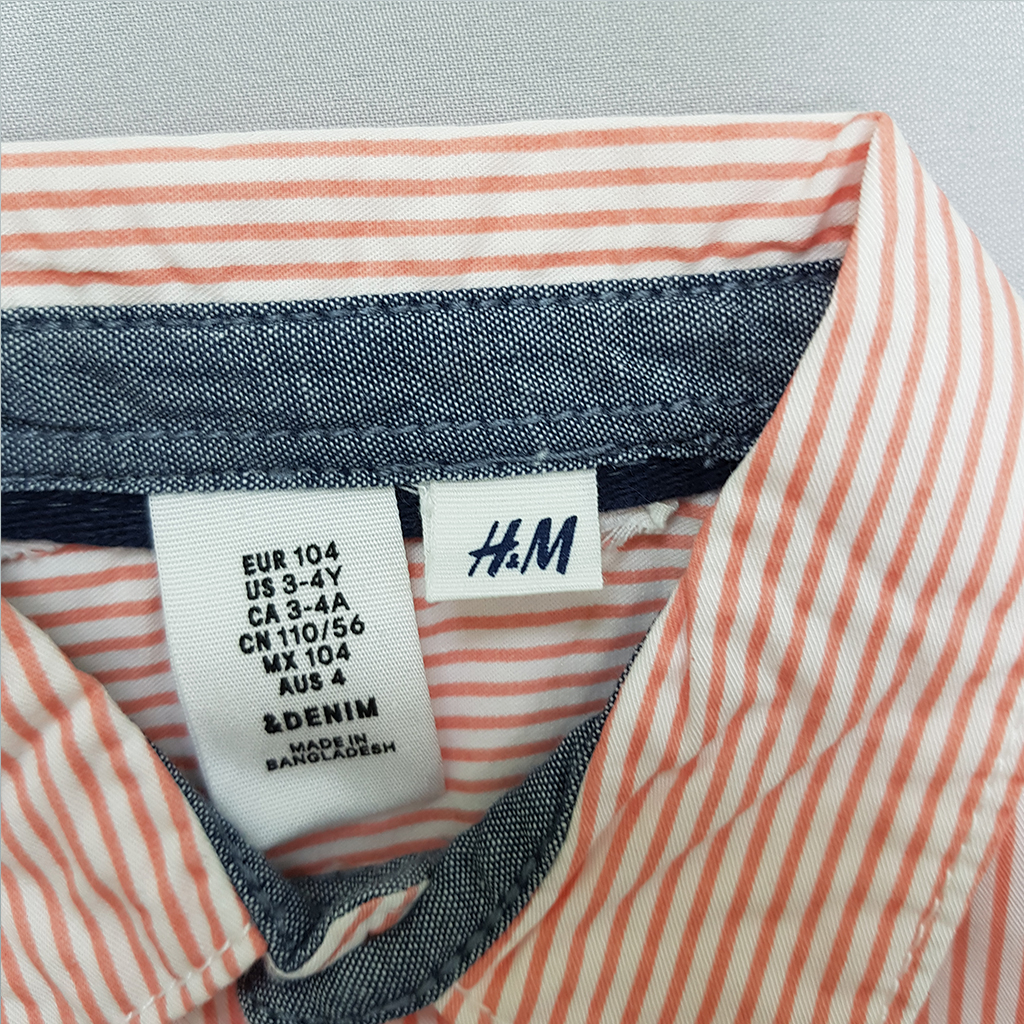 EUR 104
US 3-4Y
CA 3-4A
CN 110/56
MX 104
AUS 4
&DENIM
MADE IN
BANGLADESH
H&M